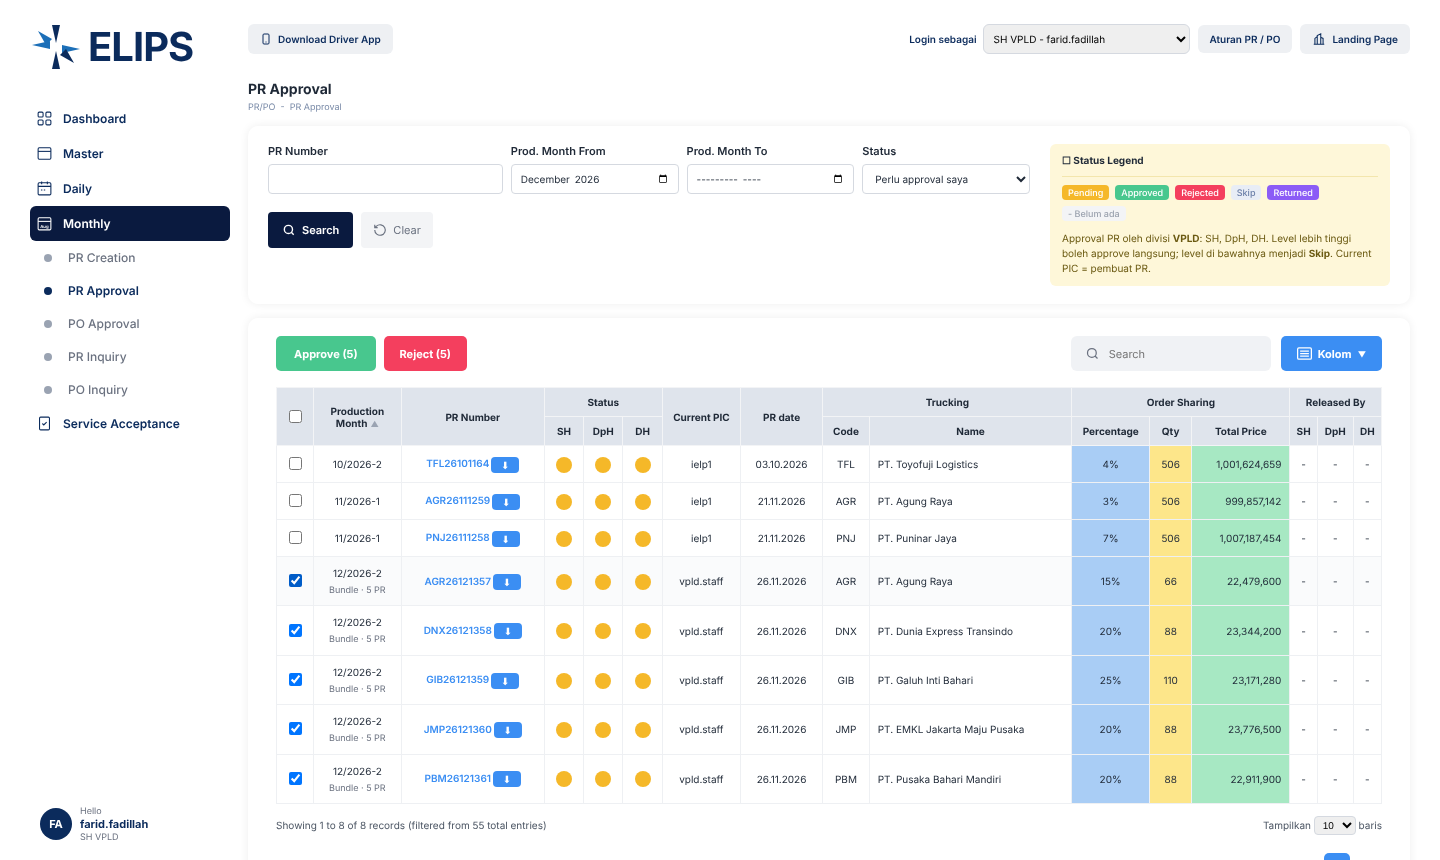 ELIPS
Download Driver App
Login sebagai
SH VPLD - farid.fadillah
Aturan PR / PO
Landing Page
Dashboard
Master
Daily
Monthly
PR Creation
PR Approval
PO Approval
PR Inquiry
PO Inquiry
Service Acceptance
FA
Hello
farid.fadillah
SH VPLD
PR Approval
PR/PO - PR Approval
PR Number
Prod. Month From
Prod. Month To
Status
December 2026
--------- ----
Perlu approval saya
Search
Clear
Status Legend
Pending Approved Rejected Skip Returned
- Belum ada
Approval PR oleh divisi VPLD: SH, DpH, DH. Level lebih tinggi
boleh approve langsung; level di bawahnya menjadi Skip. Current
PIC = pembuat PR.
Approve (5)
Reject (5)
Search
Kolom ▼
Production
Month ▲
PR Number
Status
Current PIC
PR date
Trucking
Order Sharing
Released By
SH DpH DH Code Name Percentage Qty Total Price SH DpH DH
10/2026-2 TFL26101164 ⬇ ielp1 03.10.2026 TFL PT. Toyofuji Logistics 4% 506 1,001,624,659 - - -
11/2026-1 AGR26111259 ⬇ ielp1 21.11.2026 AGR PT. Agung Raya 3% 506 999,857,142 - - -
11/2026-1 PNJ26111258 ⬇ ielp1 21.11.2026 PNJ PT. Puninar Jaya 7% 506 1,007,187,454 - - -
12/2026-2
Bundle · 5 PR
AGR26121357 ⬇ vpld.staff 26.11.2026 AGR PT. Agung Raya 15% 66 22,479,600 - - -
12/2026-2
Bundle · 5 PR
DNX26121358 ⬇ vpld.staff 26.11.2026 DNX PT. Dunia Express Transindo 20% 88 23,344,200 - - -
12/2026-2
Bundle · 5 PR
GIB26121359 ⬇ vpld.staff 26.11.2026 GIB PT. Galuh Inti Bahari 25% 110 23,171,280 - - -
12/2026-2
Bundle · 5 PR
JMP26121360 ⬇ vpld.staff 26.11.2026 JMP PT. EMKL Jakarta Maju Pusaka 20% 88 23,776,500 - - -
12/2026-2
Bundle · 5 PR
PBM26121361 ⬇ vpld.staff 26.11.2026 PBM PT. Pusaka Bahari Mandiri 20% 88 22,911,900 - - -
Showing 1 to 8 of 8 records (filtered from 55 total entries)
Tampilkan 10 baris